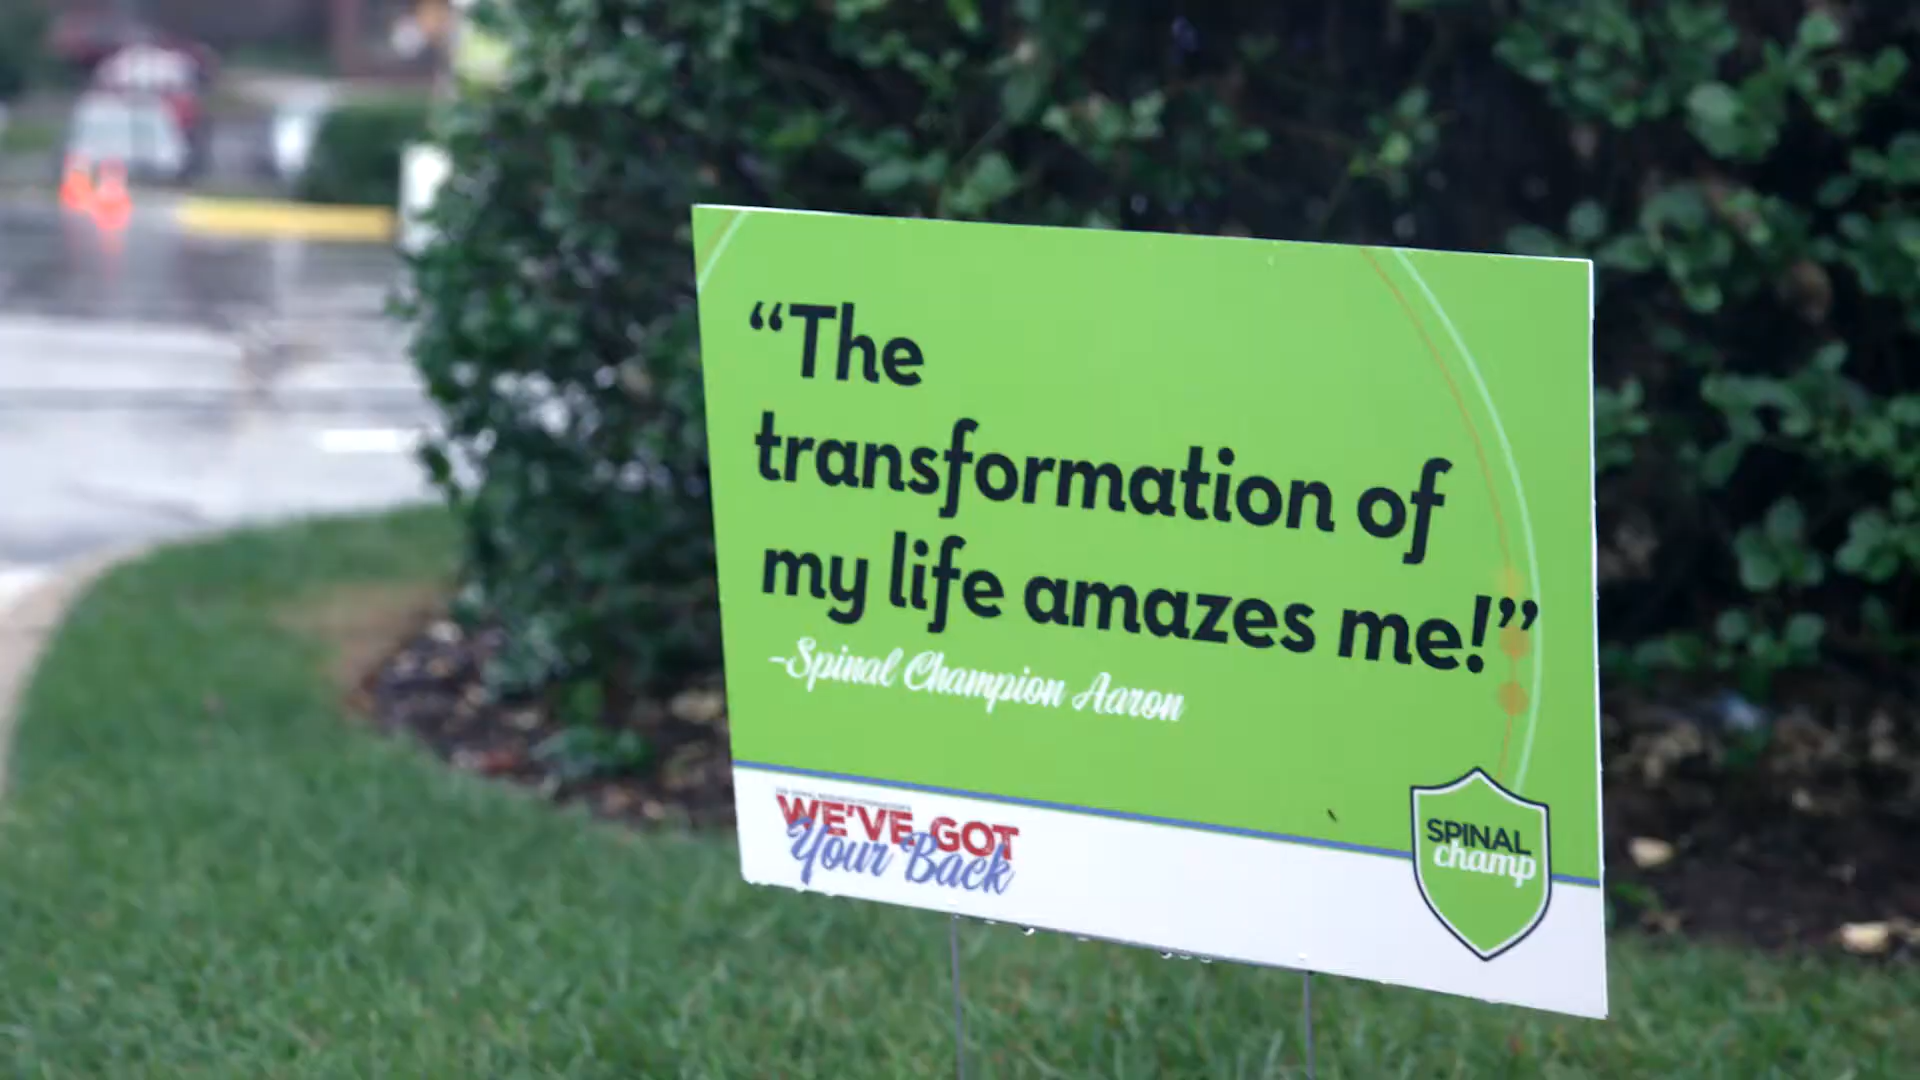 “The
transformation of
my life amazes me!”
-Spinal Champion Aaron
WE'VE GOT
Your Back
SPINAL
champ